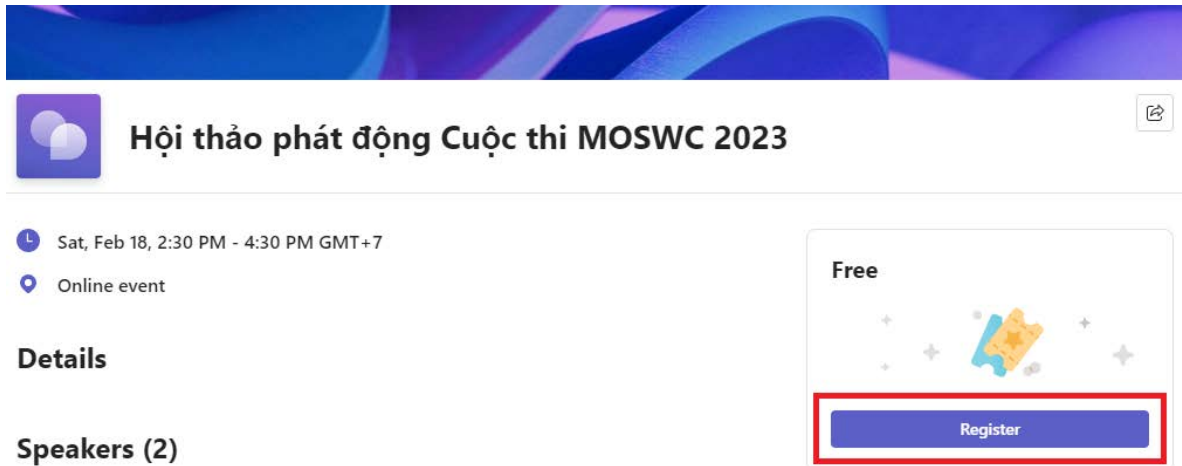 Hội thảo phát động Cuộc thi MOSWC 2023
Sat, Feb 18, 2:30 PM - 4:30 PM GMT+7
Online event
Free
Details
Register
Speakers (2)